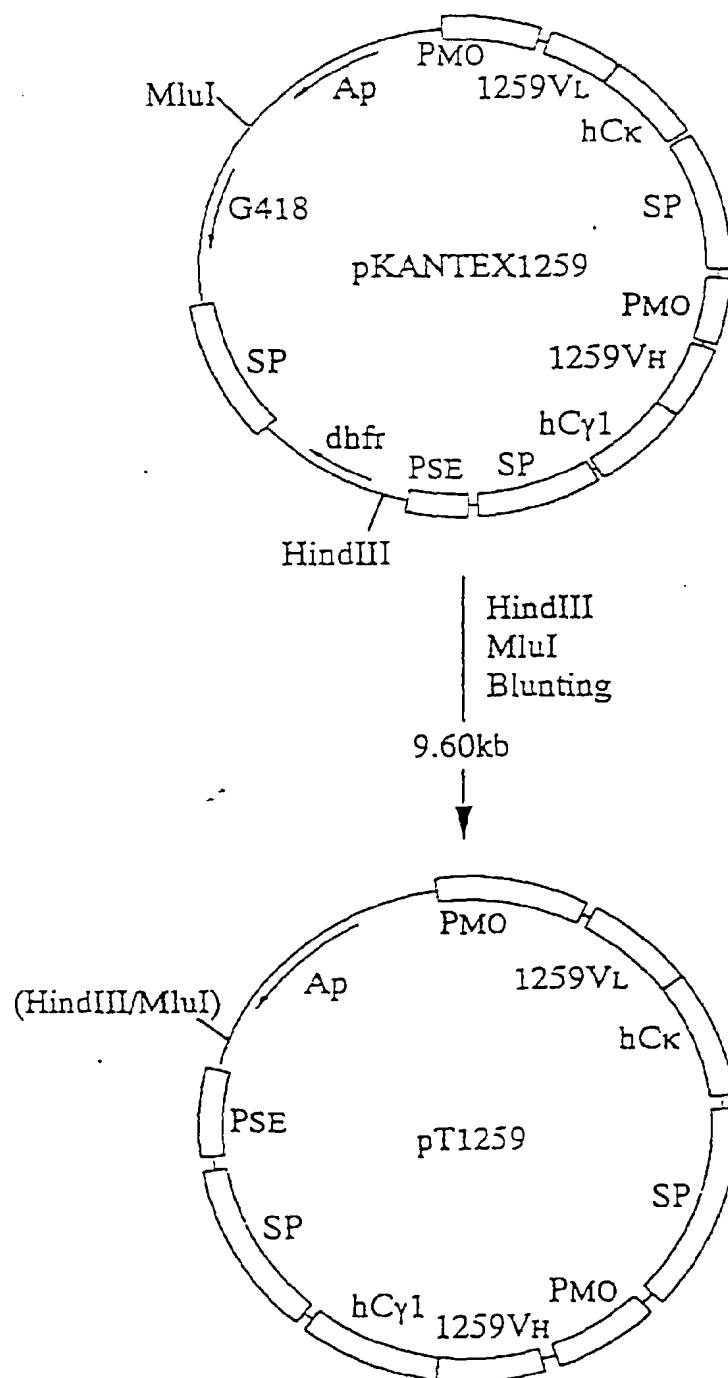 PMO
Ap
1259VL
MluI
hCκ
G418
SP
pKANTEX1259
PMO
1259VH
SP
hCγ1
dhfr
PSE
SP
HindIII
HindIII
MluI
Blunting
9.60kb
PMO
1259VL
Ap
(HindIII/MluI)
hCκ
PSE
pT1259
SP
SP
PMO
hCγ1
1259VH